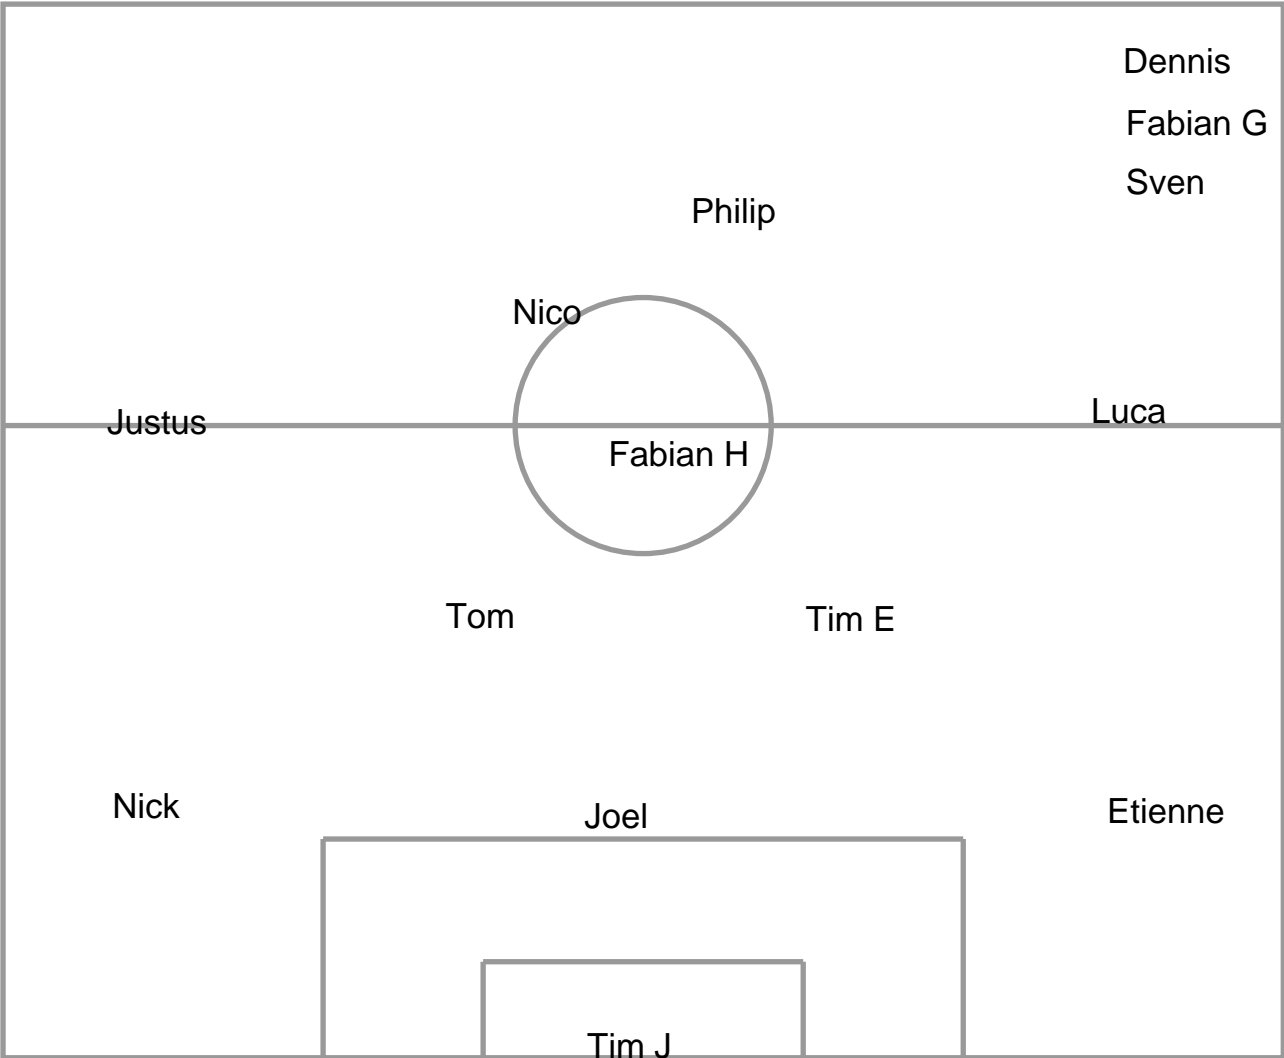 Dennis
Fabian G
Sven
Philip
Nico
Justus
Luca
Fabian H
Tom
Tim E
Nick
Joel
Etienne
Tim J